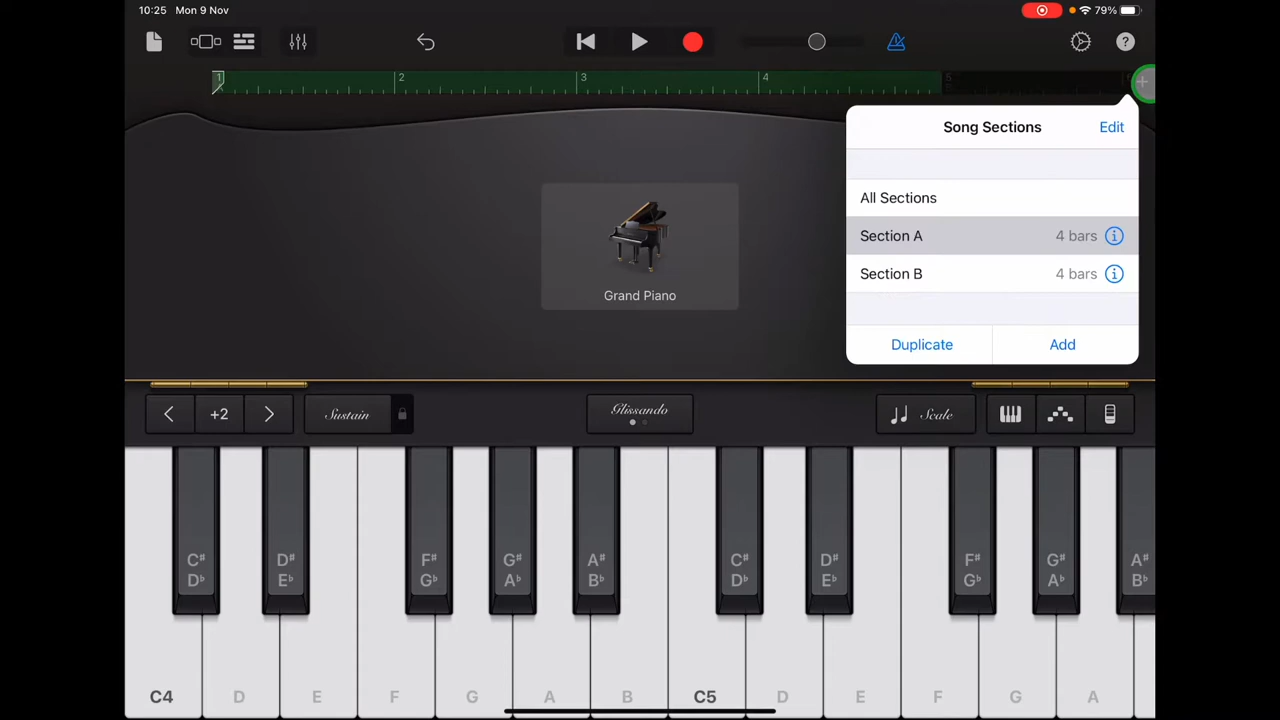 10:25 Mon 9 Nov 79%
1 2 3 4 5
Song Sections Edit
All Sections
Section A 4 bars
Section B 4 bars
Duplicate Add
Grand Piano
+2 Sustain Glissando Scale
C♯ D♯ F♯ G♯ A♯ C♯ D♯ F♯ G♯ A♯
D♭ E♭ G♭ A♭ B♭ D♭ E♭ G♭ A♭ B♭
C4 D E F G A B C5 D E F G A